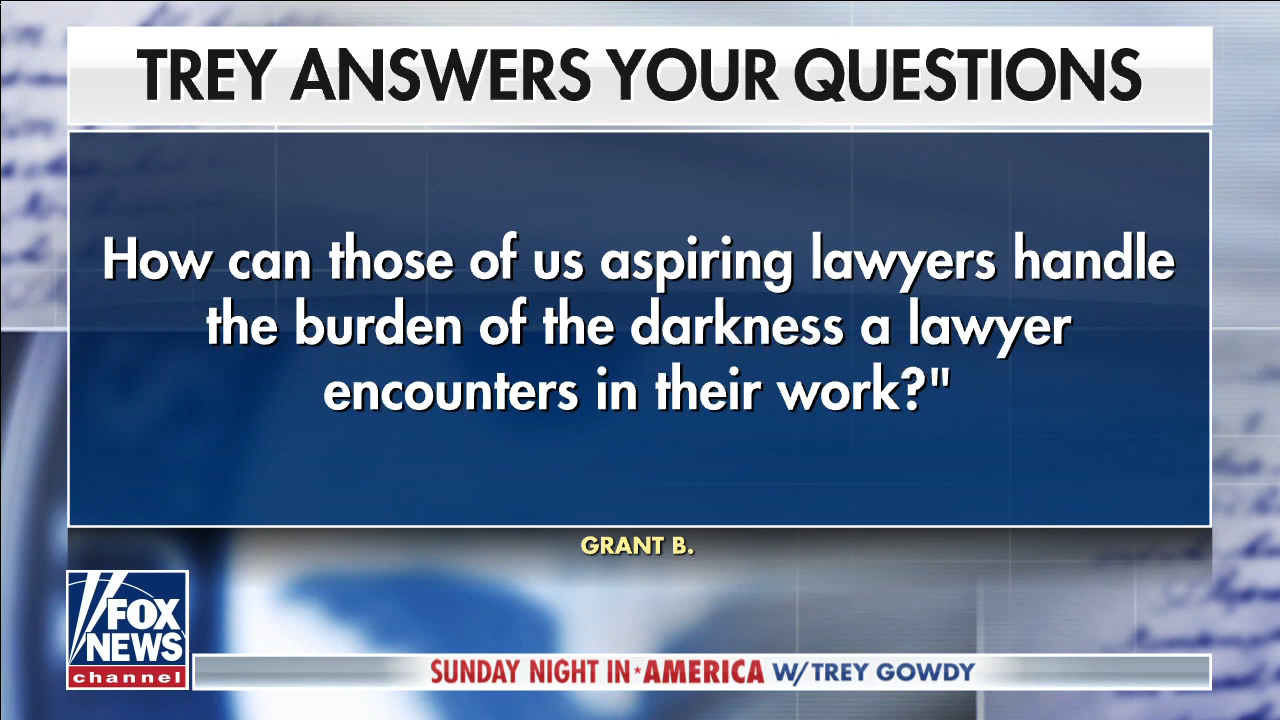 TREY ANSWERS YOUR QUESTIONS
How can those of us aspiring lawyers handle
the burden of the darkness a lawyer
encounters in their work?"
GRANT B.
FOX
NEWS
channel
SUNDAY NIGHT IN★AMERICA W/TREY GOWDY